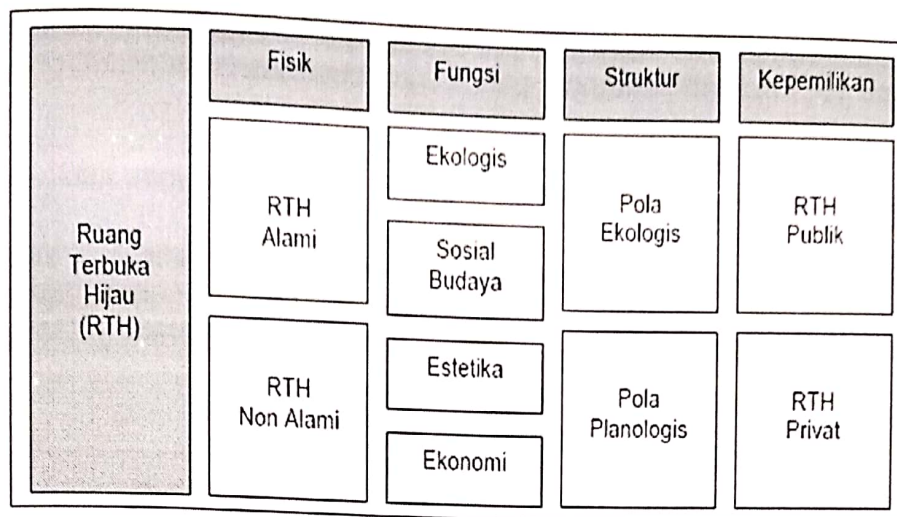 Ruang
Terbuka
Hijau
(RTH)
Fisik
Fungsi
Struktur
Kepemilikan
RTH
Alami
RTH
Non Alami
Ekologis
Sosial
Budaya
Estetika
Ekonomi
Pola
Ekologis
Pola
Planologis
RTH
Publik
RTH
Privat